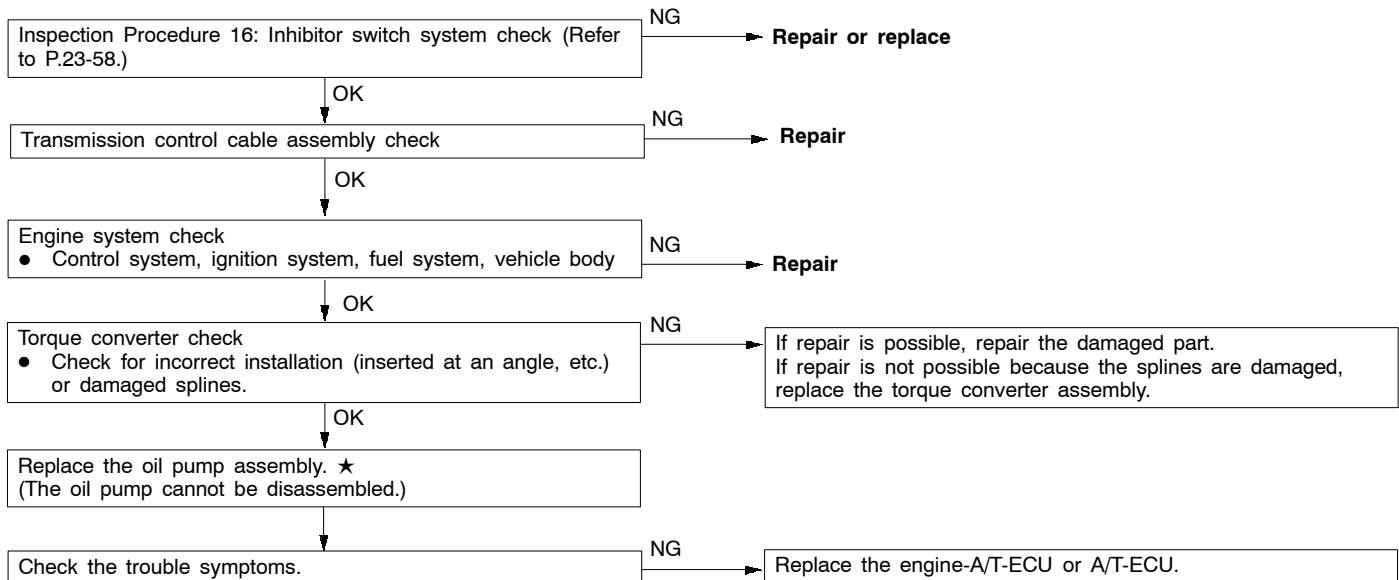 NG
Inspection Procedure 16: Inhibitor switch system check (Refer
to P.23-58.)
Repair or replace
OK
NG
Transmission control cable assembly check
Repair
OK
Engine system check
● Control system, ignition system, fuel system, vehicle body
NG
Repair
OK
Torque converter check
● Check for incorrect installation (inserted at an angle, etc.)
or damaged splines.
NG
If repair is possible, repair the damaged part.
If repair is not possible because the splines are damaged,
replace the torque converter assembly.
OK
Replace the oil pump assembly. ★
(The oil pump cannot be disassembled.)
NG
Check the trouble symptoms.
Replace the engine-A/T-ECU or A/T-ECU.